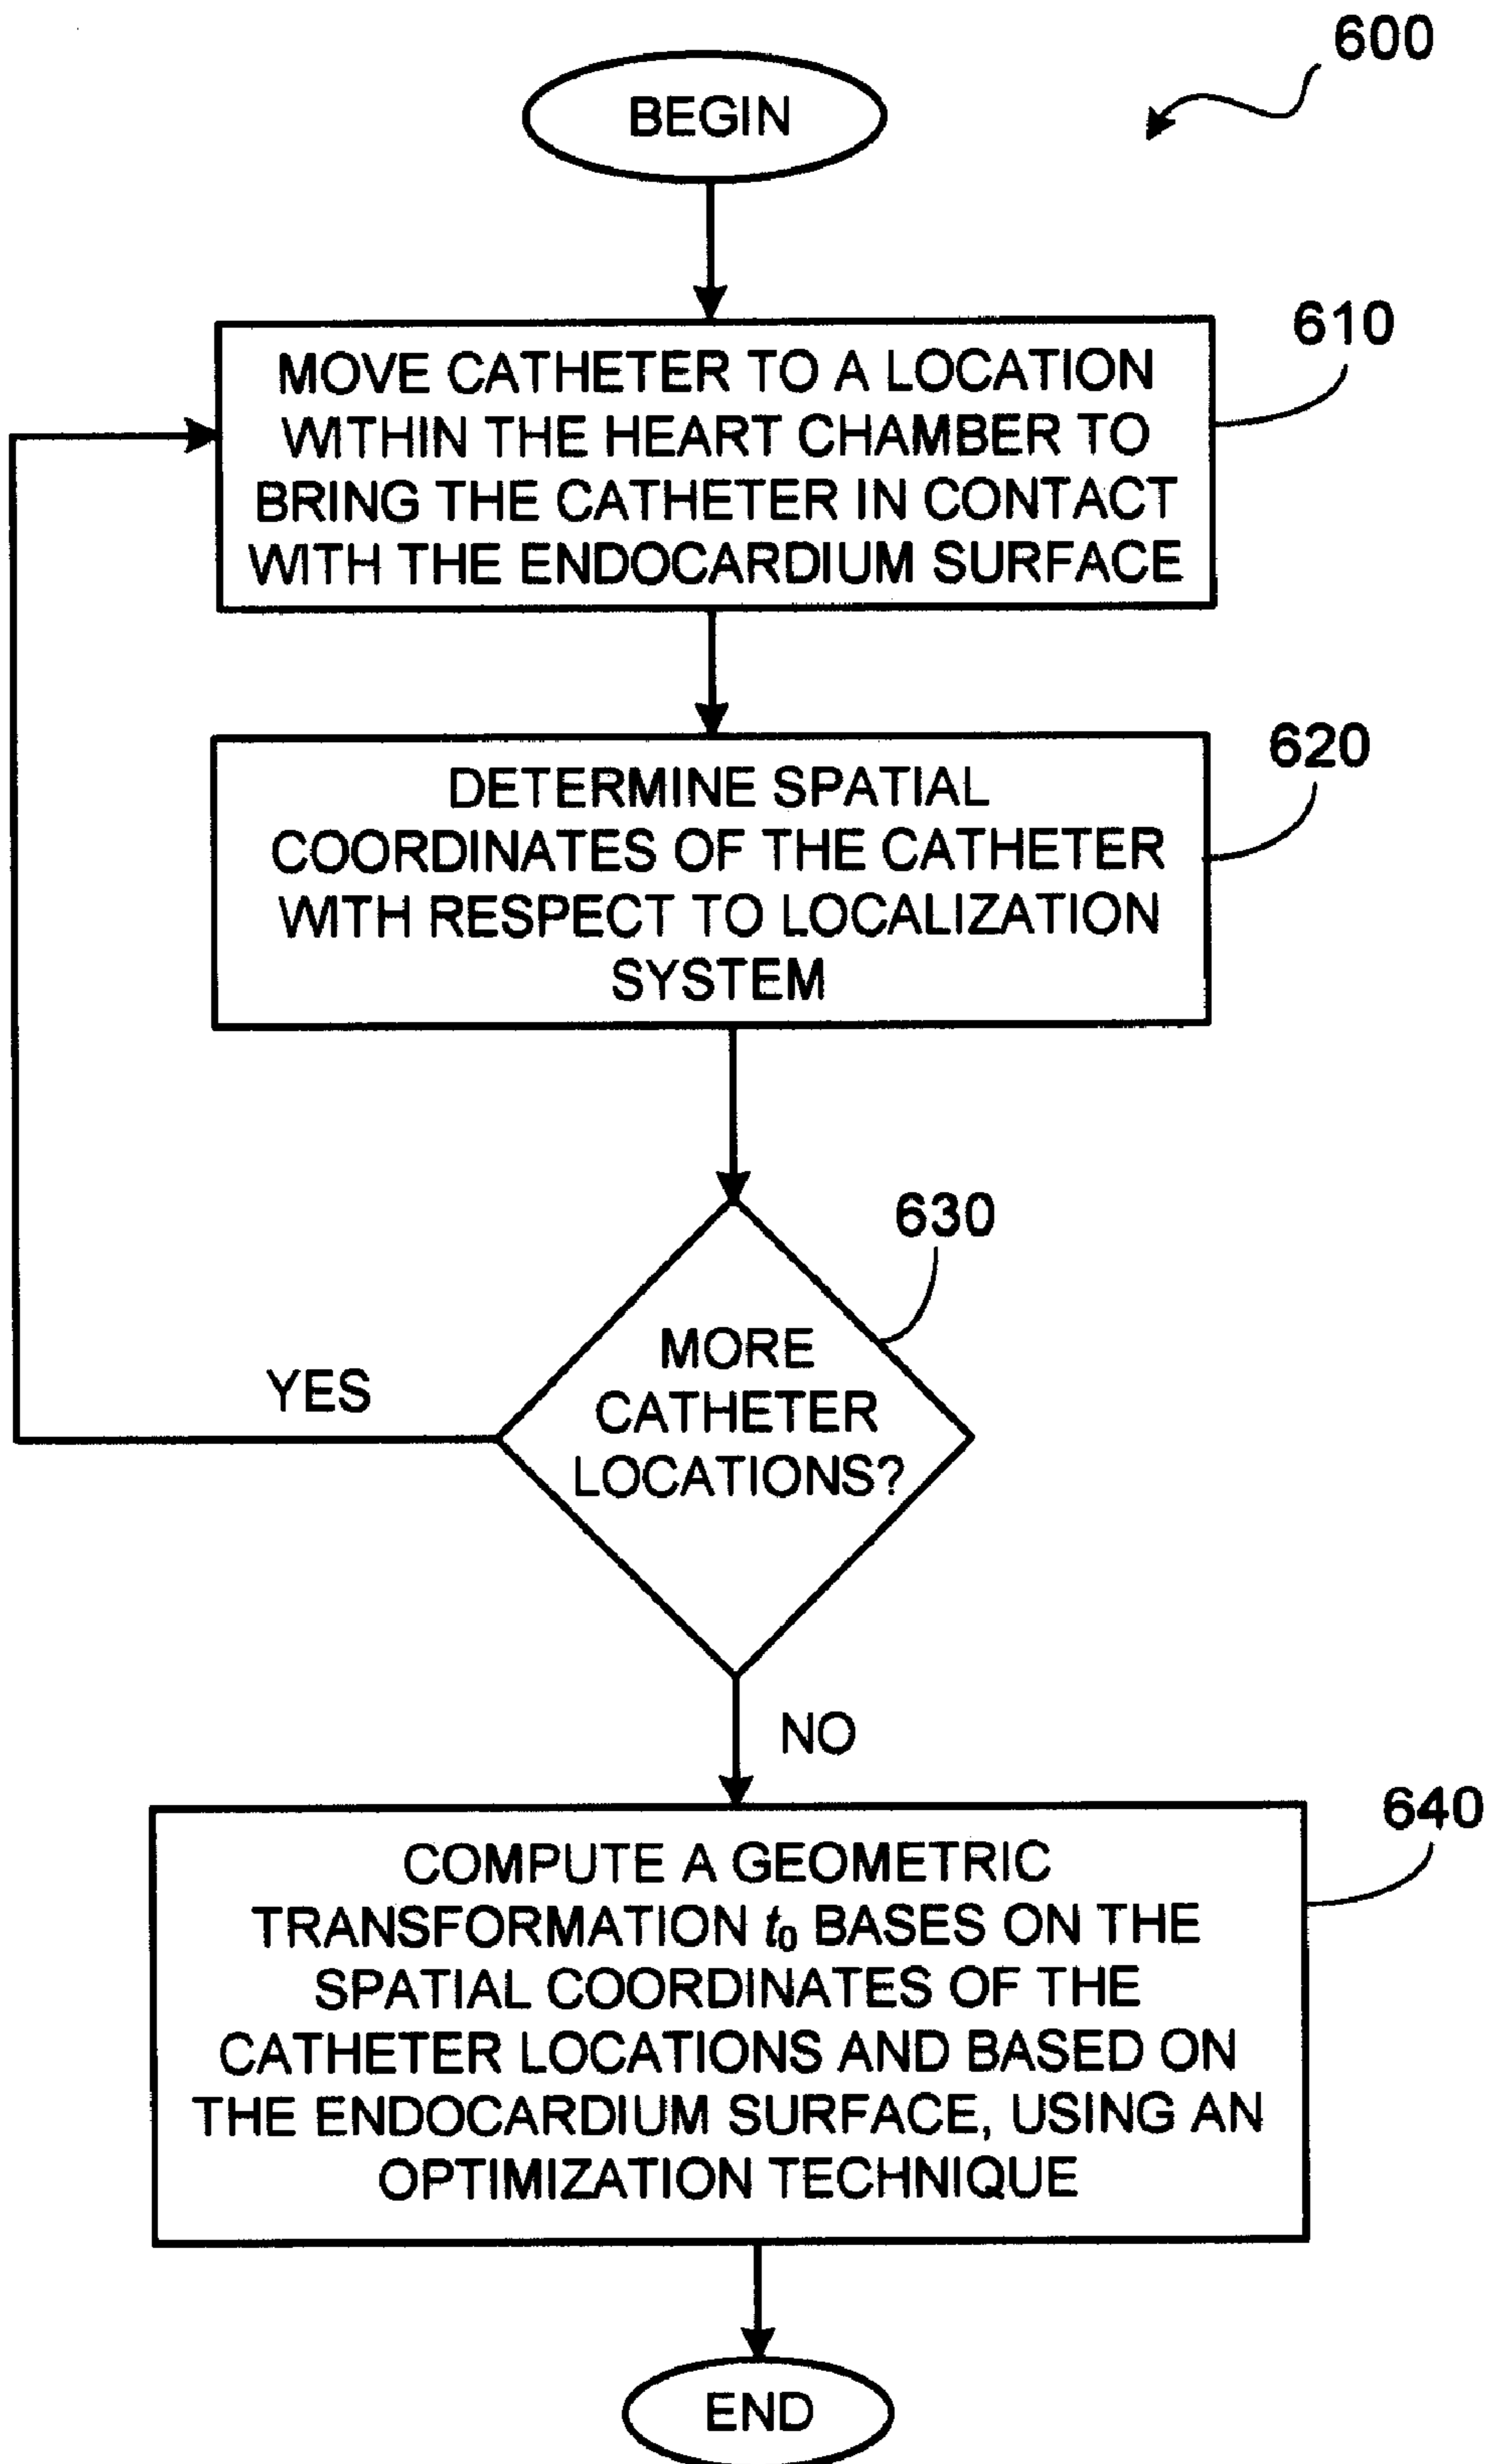 600
BEGIN
610
MOVE CATHETER TO A LOCATION
WITHIN THE HEART CHAMBER TO
BRING THE CATHETER IN CONTACT
WITH THE ENDOCARDIUM SURFACE
620
DETERMINE SPATIAL
COORDINATES OF THE CATHETER
WITH RESPECT TO LOCALIZATION
SYSTEM
630
MORE
CATHETER
LOCATIONS?
YES
NO
640
COMPUTE A GEOMETRIC
TRANSFORMATION t₀ BASES ON THE
SPATIAL COORDINATES OF THE
CATHETER LOCATIONS AND BASED ON
THE ENDOCARDIUM SURFACE, USING AN
OPTIMIZATION TECHNIQUE
END